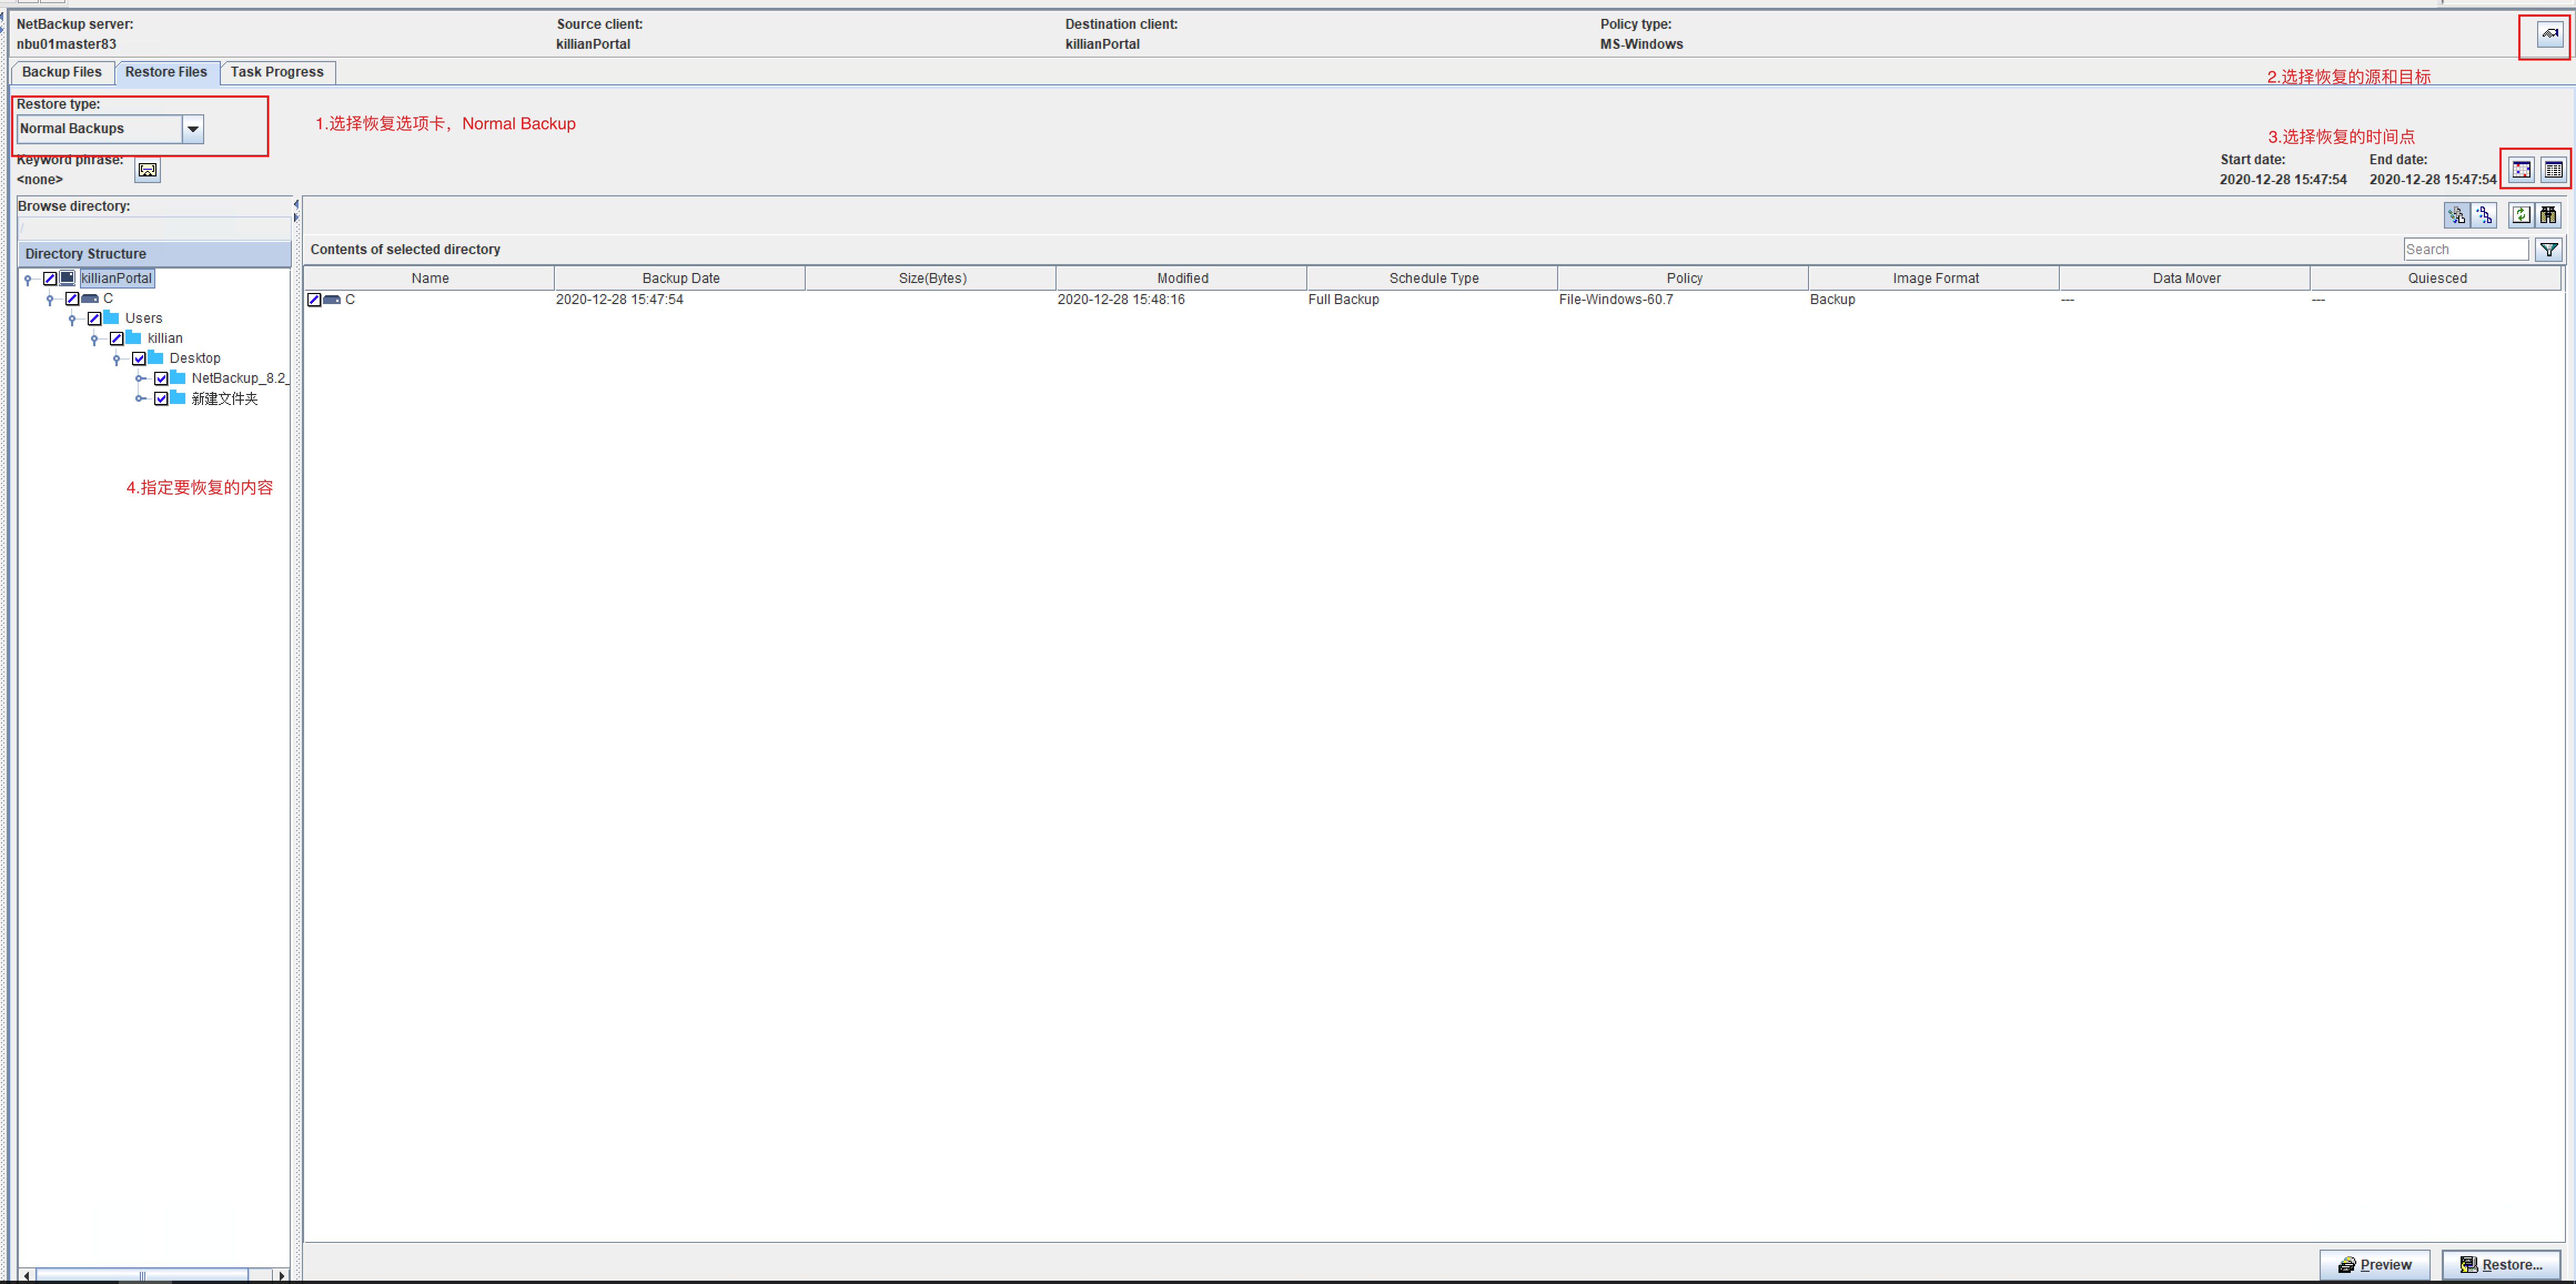 NetBackup server:
nbu01master83
Source client:
killianPortal
Destination client:
killianPortal
Policy type:
MS-Windows
Backup Files
Restore Files
Task Progress
2.选择恢复的源和目标
Restore type:
Normal Backups
1.选择恢复选项卡，Normal Backup
3.选择恢复的时间点
Keyword phrase:
<none>
Start date:
2020-12-28 15:47:54
End date:
2020-12-28 15:47:54
Browse directory:
/
Directory Structure
killianPortal
C
Users
killian
Desktop
NetBackup_8.2_
新建文件夹
4.指定要恢复的内容
Contents of selected directory
Search
Name Backup Date Size(Bytes) Modified Schedule Type Policy Image Format Data Mover Quiesced
C 2020-12-28 15:47:54 2020-12-28 15:48:16 Full Backup File-Windows-60.7 Backup --- ---
Preview
Restore...